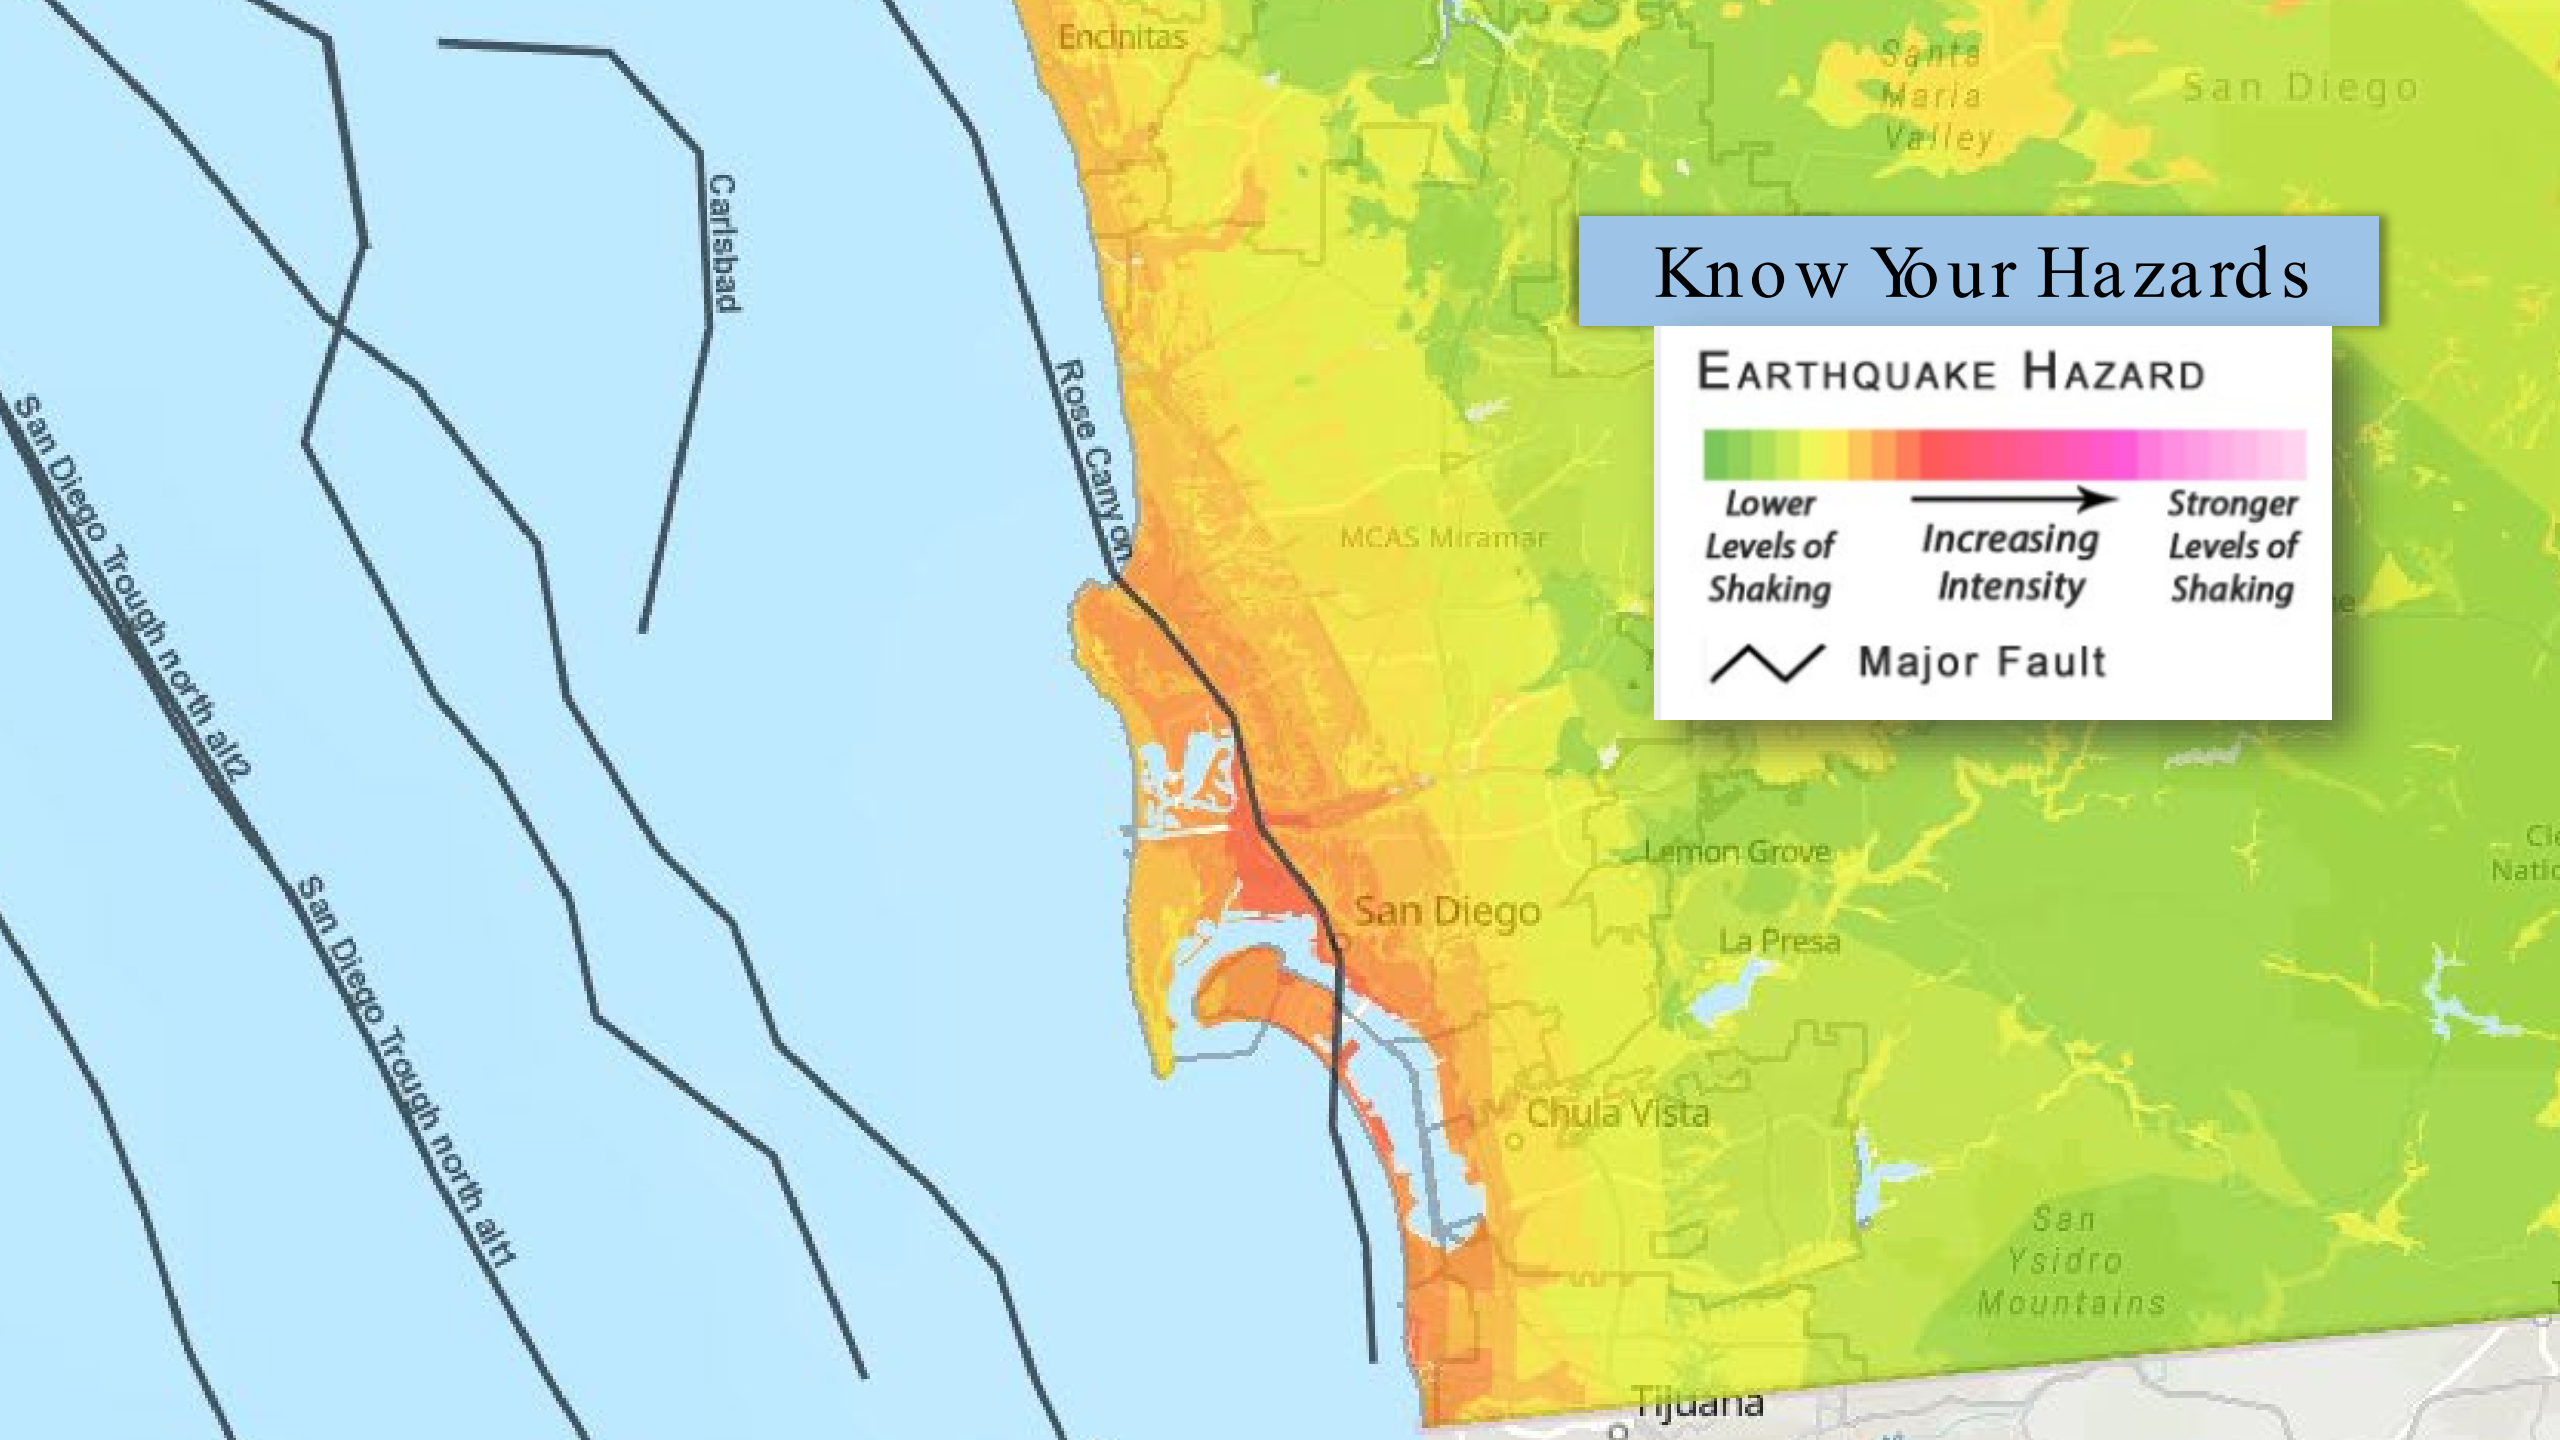 Encinitas
Santa
Maria
Valley
San Diego
Carlsbad
Know Your Hazards
EARTHQUAKE HAZARD
Lower
Levels of
Shaking
Increasing
Intensity
Stronger
Levels of
Shaking
Major Fault
Rose Canyon
San Diego Trough north alt2
MCAS Miramar
Lemon Grove
San Diego
La Presa
San Diego Trough north alt1
Chula Vista
San
Ysidro
Mountains
Tijuana